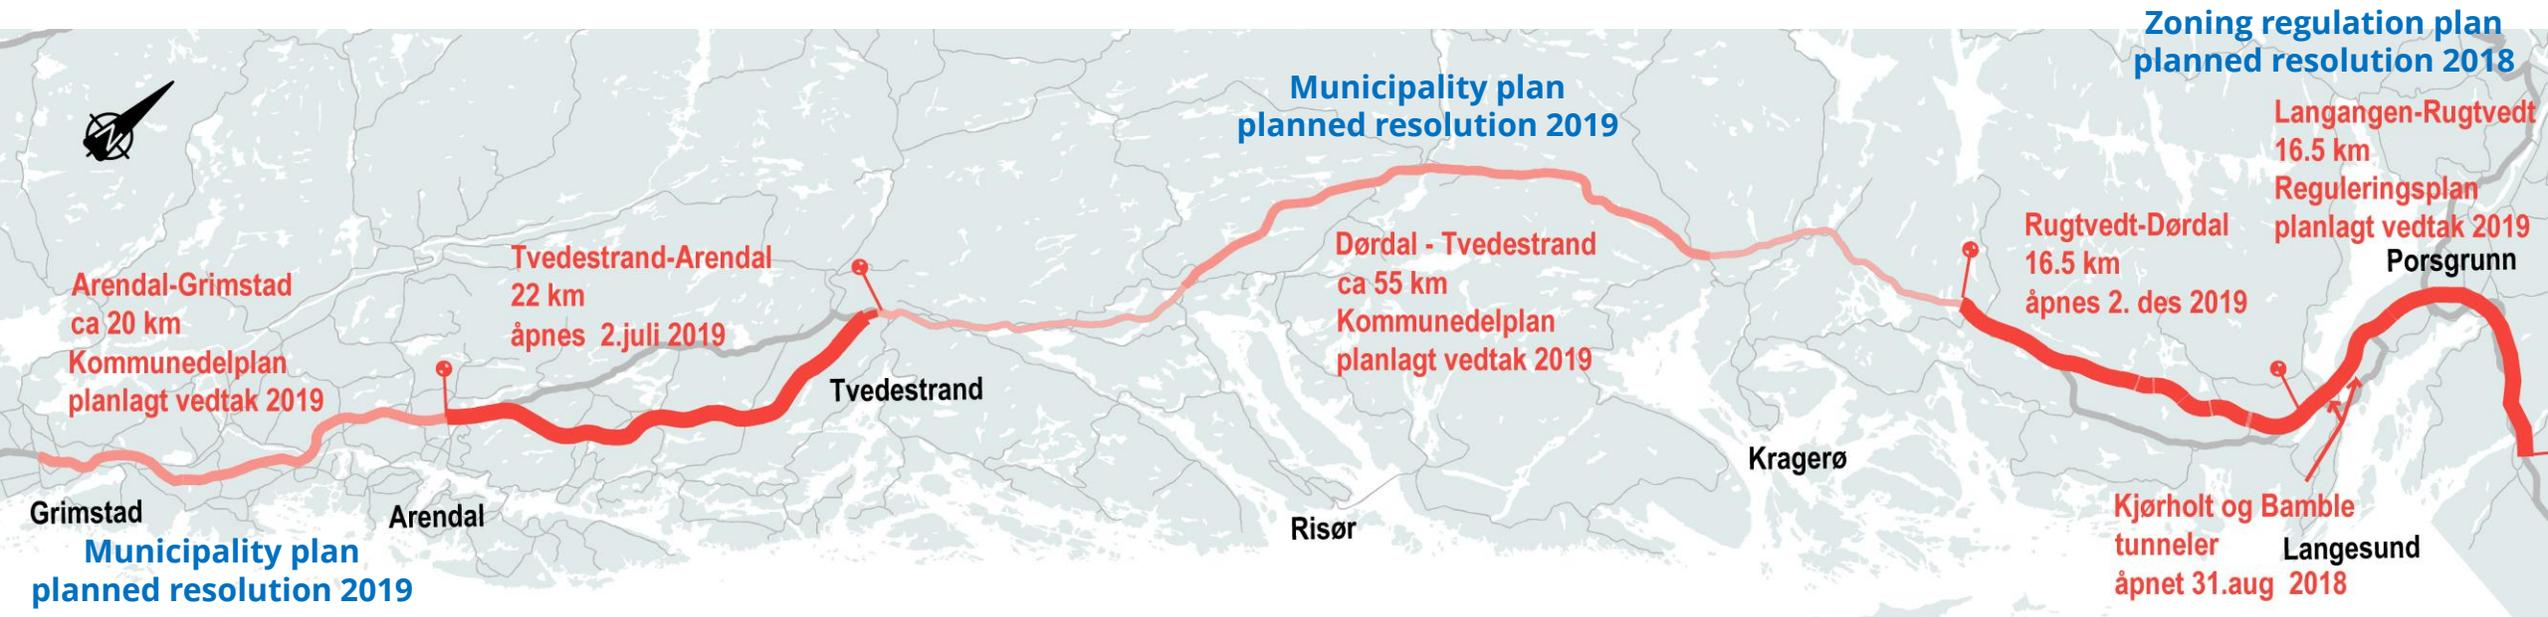 Zoning regulation plan
planned resolution 2018
Municipality plan
planned resolution 2019
Langangen-Rugtvedt
16.5 km
Reguleringsplan
planlagt vedtak 2019
Porsgrunn
Rugtvedt-Dørdal
16.5 km
åpnes 2. des 2019
Dørdal - Tvedestrand
ca 55 km
Kommunedelplan
planlagt vedtak 2019
Tvedestrand-Arendal
22 km
åpnes 2.juli 2019
Arendal-Grimstad
ca 20 km
Kommunedelplan
planlagt vedtak 2019
Tvedestrand
Kragerø
Grimstad
Arendal
Risør
Kjørholt og Bamble
tunneler
åpnet 31.aug 2018
Langesund
Municipality plan
planned resolution 2019